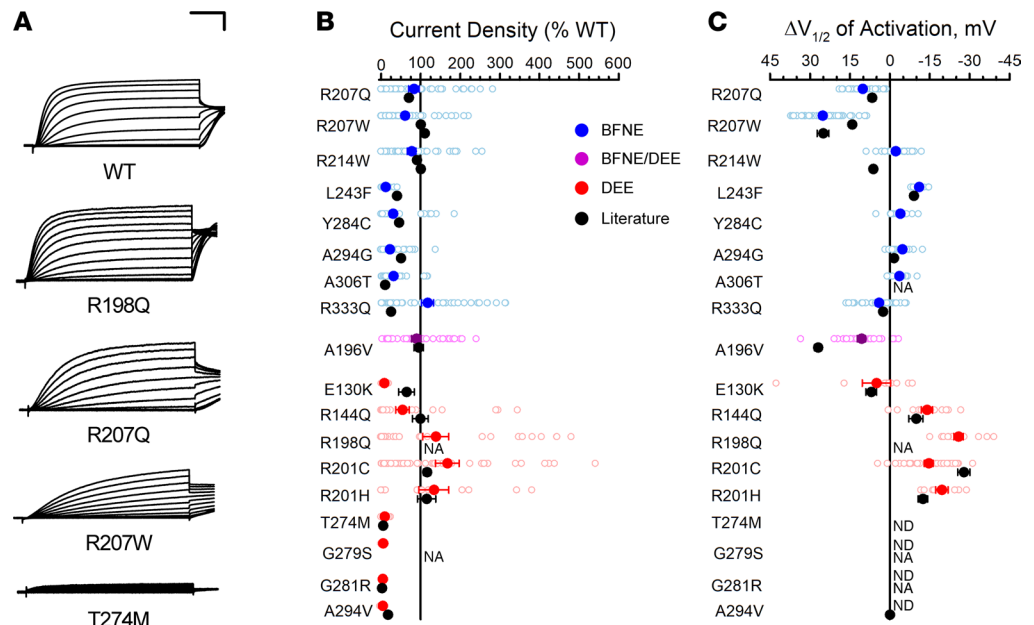 A
WT
R198Q
R207Q
R207W
T274M
B
Current Density (% WT)
0 100 200 300 400 500 600
R207Q
R207W
R214W
L243F
Y284C
A294G
A306T
R333Q
A196V
E130K
R144Q
R198Q
NA
R201C
R201H
T274M
G279S
NA
G281R
A294V
BFNE
BFNE/DEE
DEE
Literature
C
ΔV1/2 of Activation, mV
45 15 0 -15 -45
R207Q
R207W
R214W
L243F
Y284C
A294G
A306T
NA
R333Q
A196V
E130K
R144Q
R198Q
NA
R201C
R201H
T274M
ND
G279S
ND
NA
G281R
ND
NA
A294V
ND